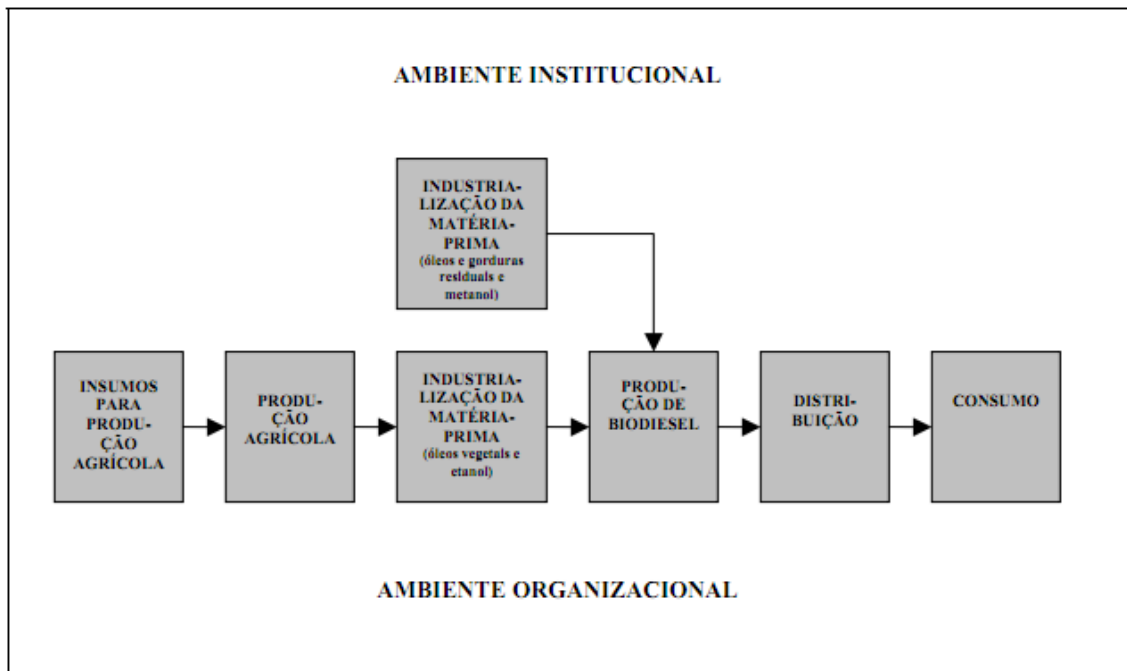 AMBIENTE INSTITUCIONAL
INDUSTRIA-
LIZAÇÃO DA
MATÉRIA-
PRIMA
(óleos e gorduras
residuais e
metanol)
INSUMOS
PARA
PRODU-
ÇÃO
AGRÍCOLA
PRODU-
ÇÃO
AGRÍCOLA
INDUSTRIA-
LIZAÇÃO DA
MATÉRIA-
PRIMA
(óleos vegetais e
etanol)
PRODU-
ÇÃO DE
BIODIESEL
DISTRI-
BUIÇÃO
CONSUMO
AMBIENTE ORGANIZACIONAL